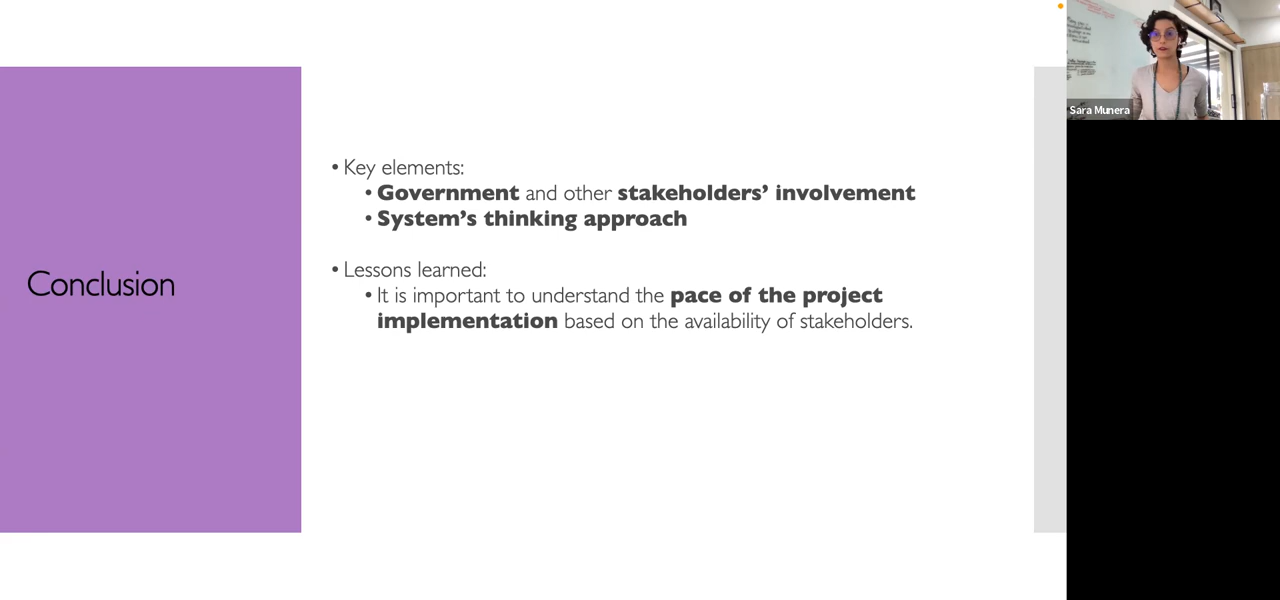 Conclusion
• Key elements:
• Government and other stakeholders’ involvement
• System’s thinking approach
• Lessons learned:
• It is important to understand the pace of the project
implementation based on the availability of stakeholders.
Sara Munera